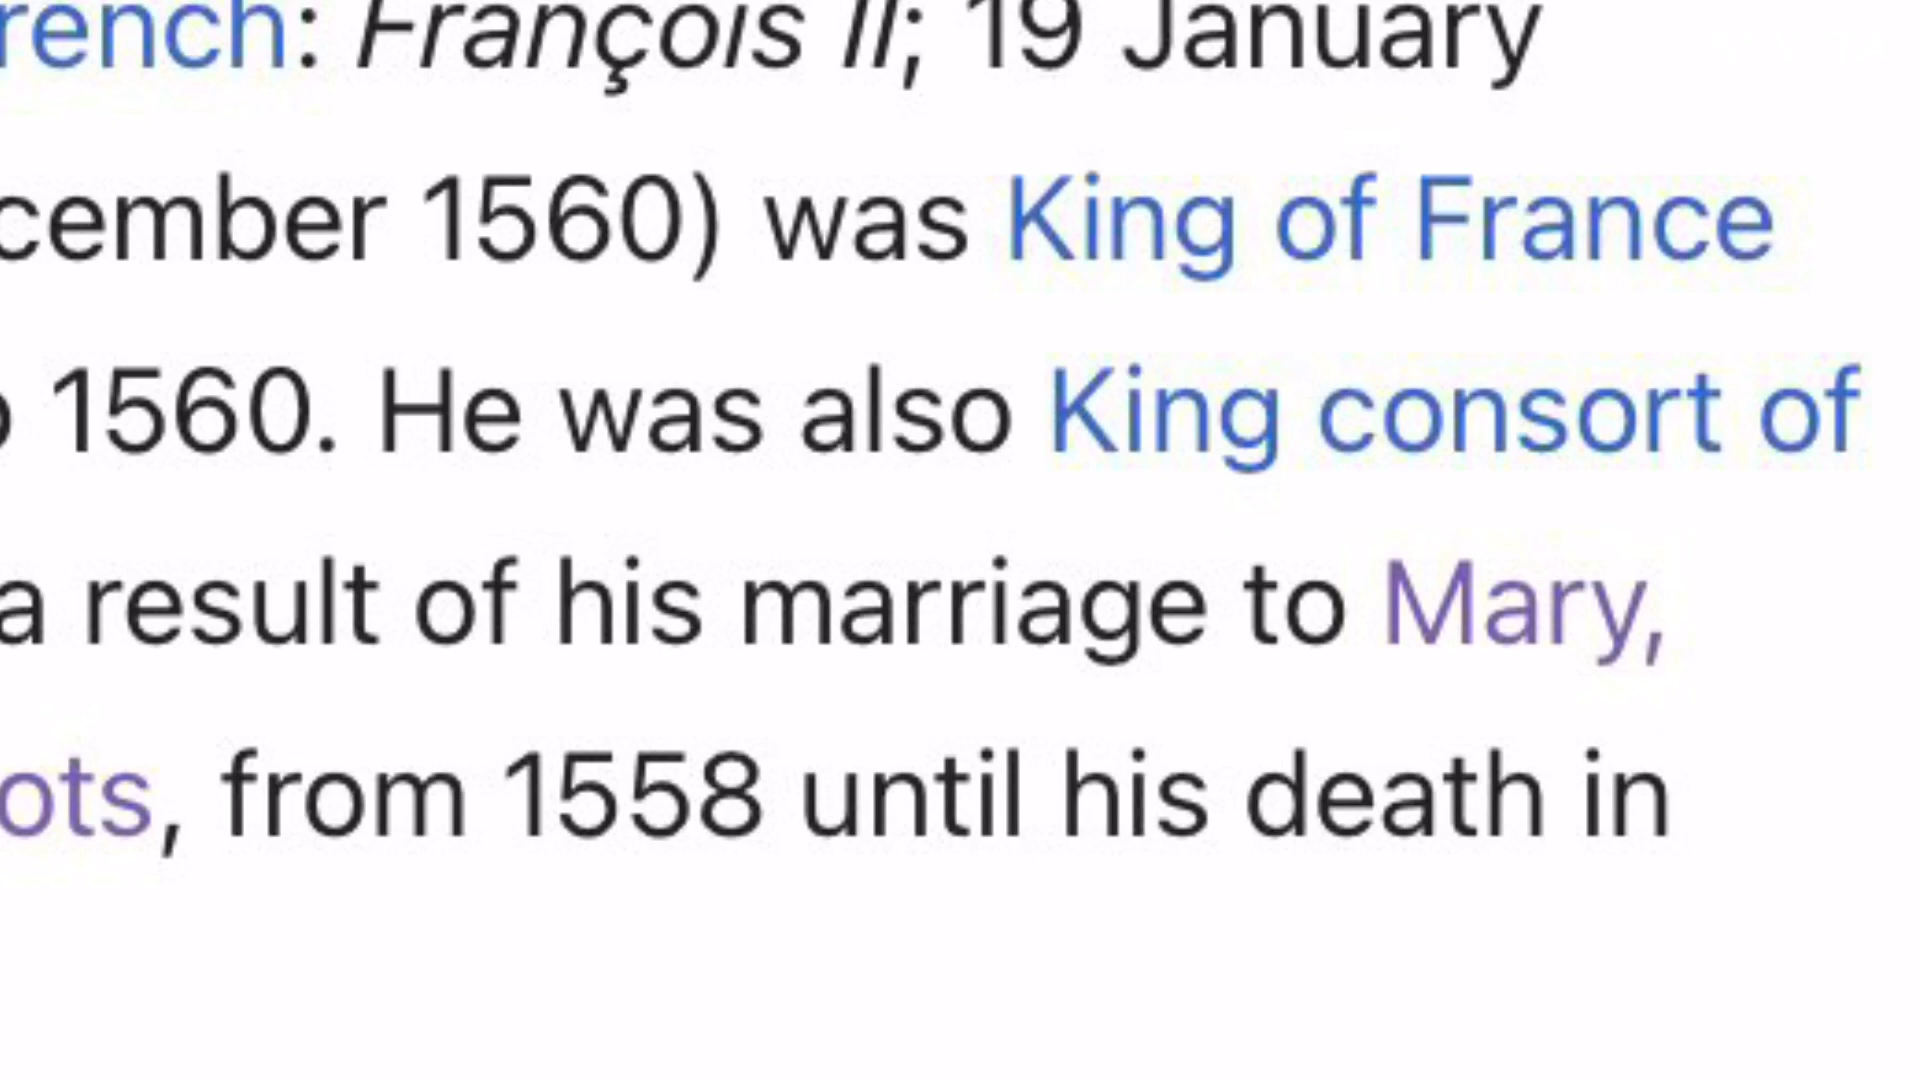 rench: François II; 19 January
cember 1560) was King of France
1560. He was also King consort of
a result of his marriage to Mary,
ots, from 1558 until his death in